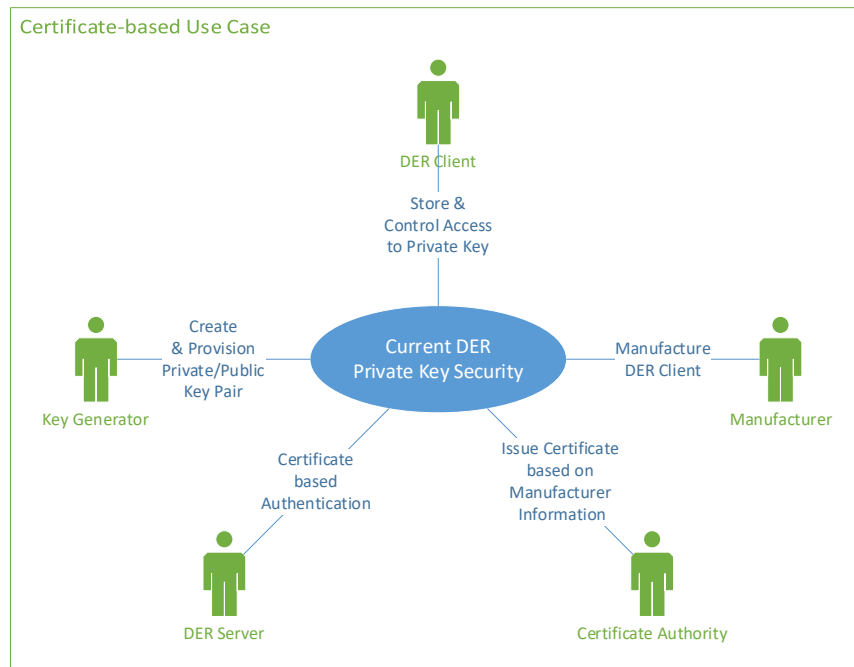 Certificate-based Use Case
DER Client
Store &
Control Access
to Private Key
Create
& Provision
Private/Public
Key Pair
Key Generator
Current DER
Private Key Security
Manufacture
DER Client
Manufacturer
Certificate
based
Authentication
DER Server
Issue Certificate
based on
Manufacturer
Information
Certificate Authority